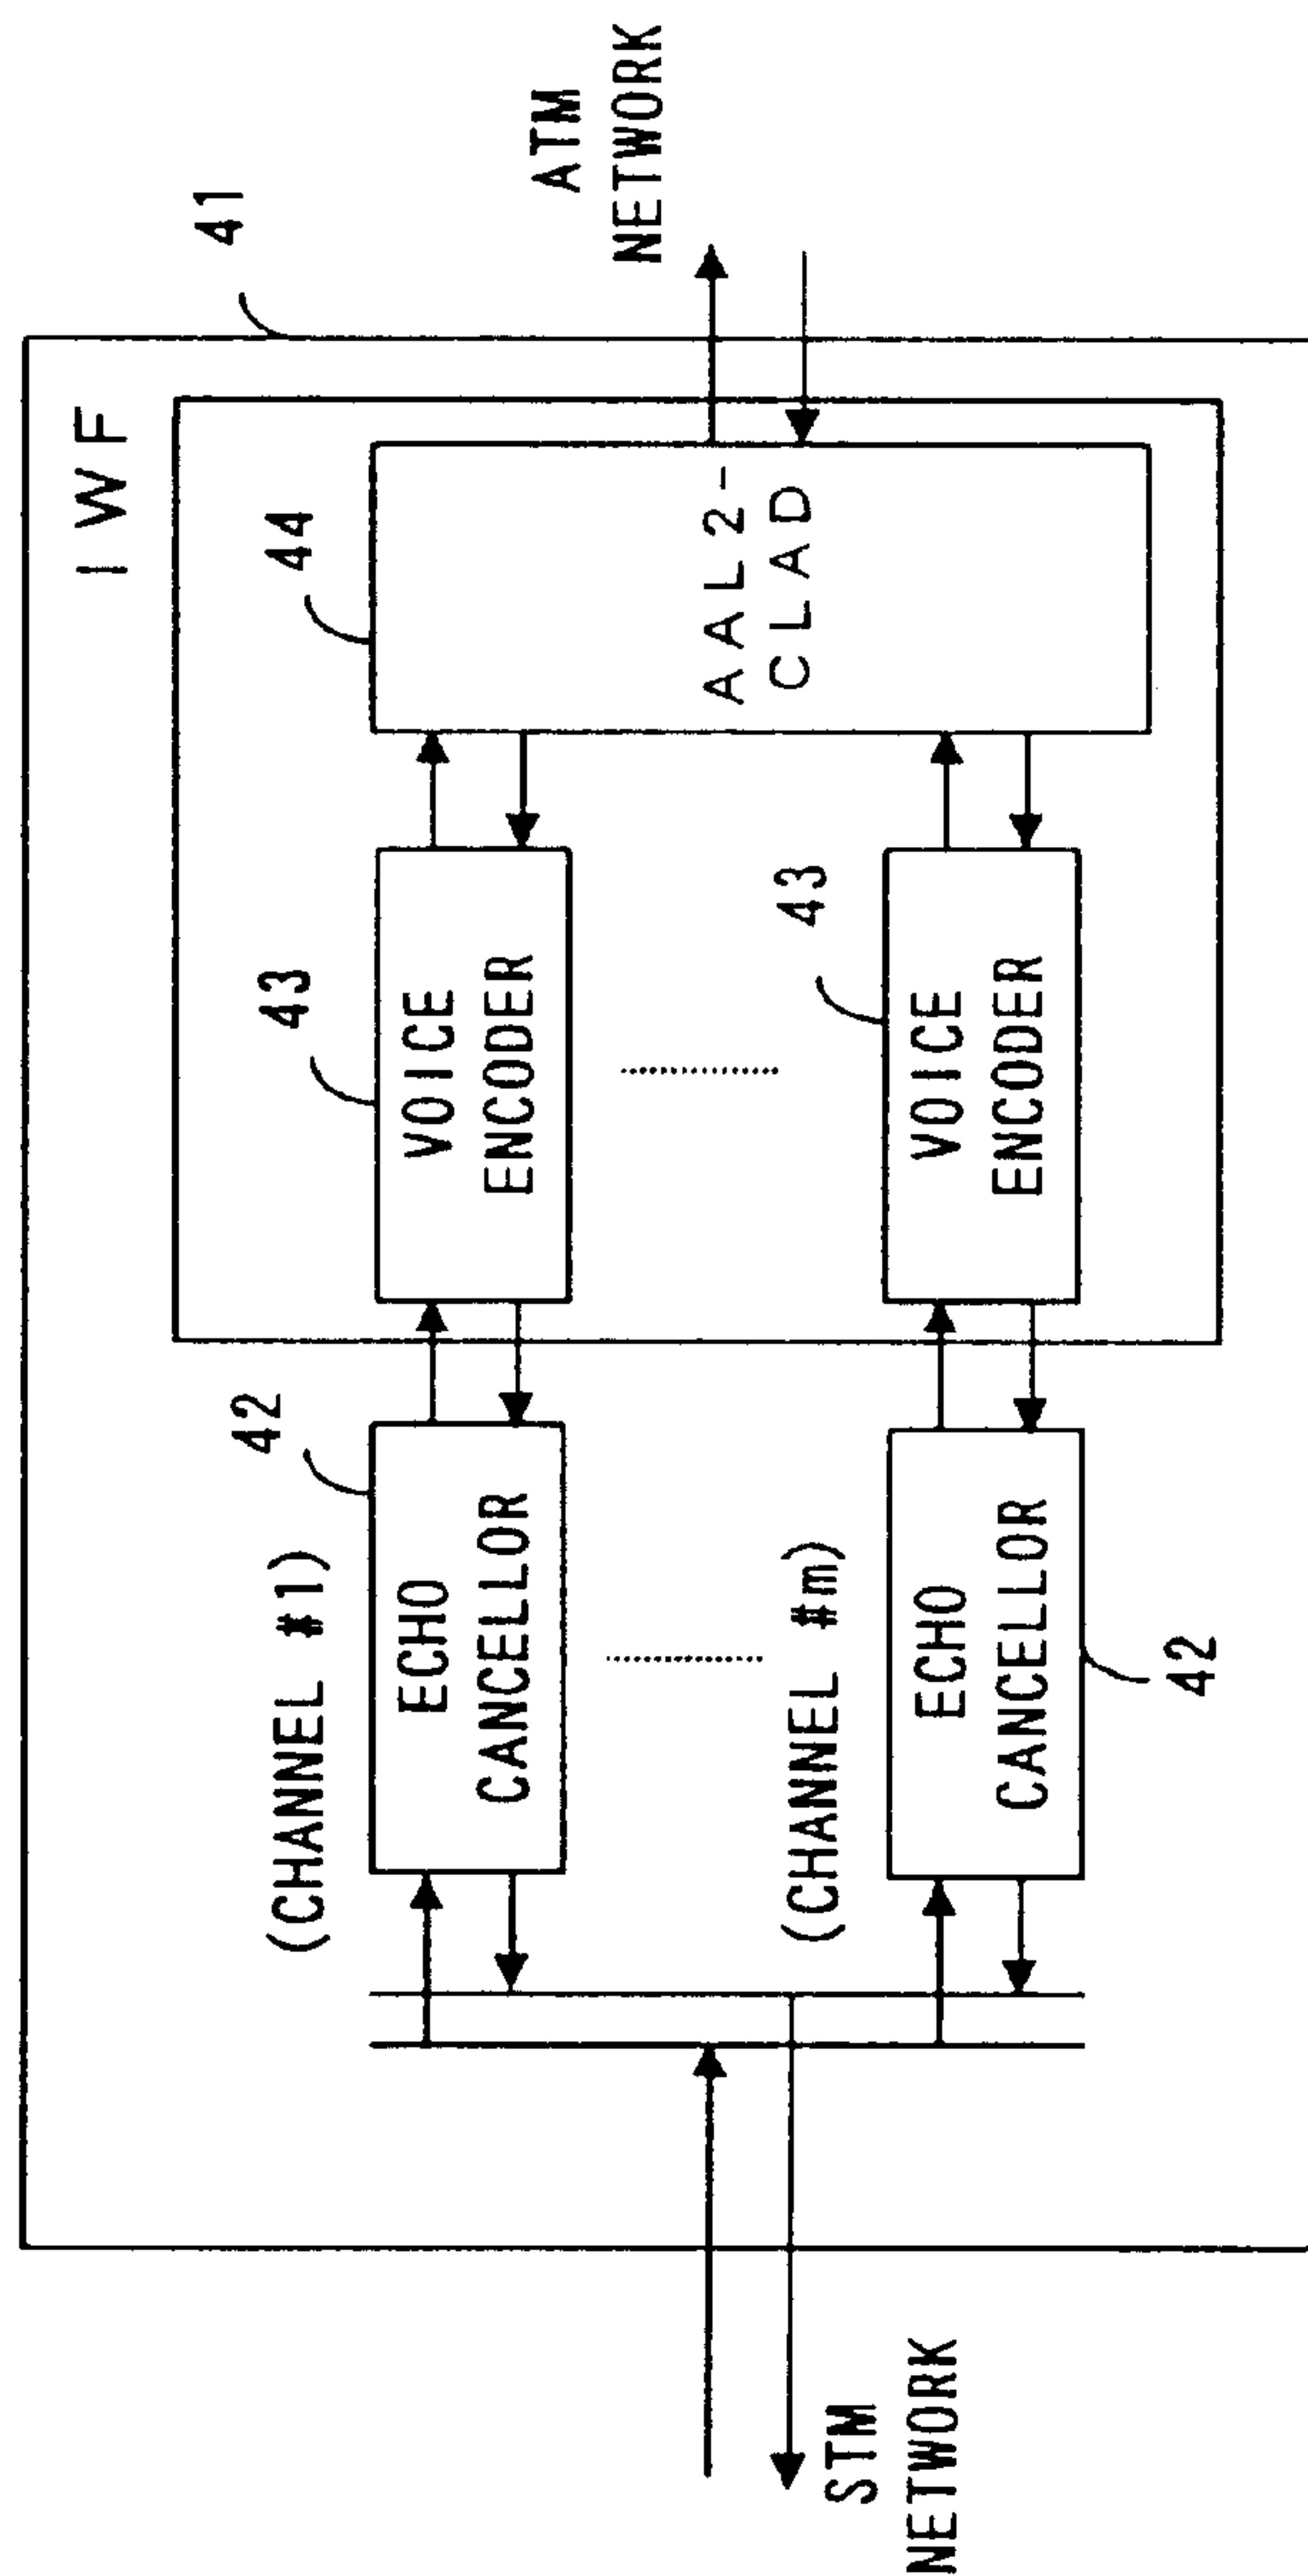 41
IWF
44
43
42
(CHANNEL #1)
ECHO
CANCELLOR
VOICE
ENCODER
AAL2-
CLAD
ATM
NETWORK
43
(CHANNEL #m)
ECHO
CANCELLOR
VOICE
ENCODER
42
STM
NETWORK